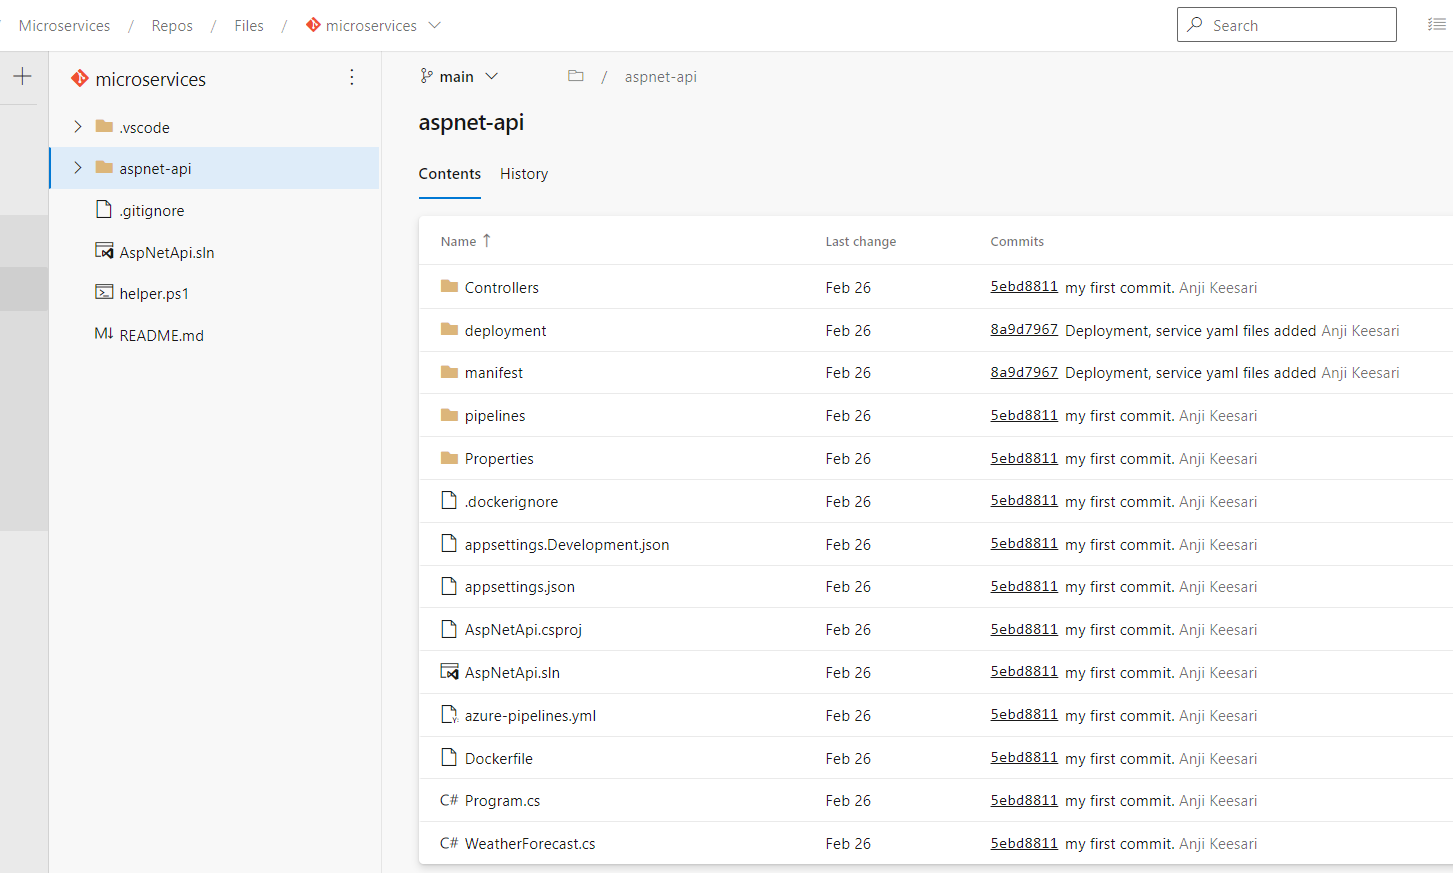 / Microservices / Repos / Files / microservices
Search
microservices
.vscode
aspnet-api
.gitignore
AspNetApi.sln
helper.ps1
M↓ README.md
main / aspnet-api
aspnet-api
Contents History
Name ↑ Last change Commits
Controllers Feb 26 5ebd8811 my first commit. Anji Keesari
deployment Feb 26 8a9d7967 Deployment, service yaml files added Anji Keesari
manifest Feb 26 8a9d7967 Deployment, service yaml files added Anji Keesari
pipelines Feb 26 5ebd8811 my first commit. Anji Keesari
Properties Feb 26 5ebd8811 my first commit. Anji Keesari
.dockerignore Feb 26 5ebd8811 my first commit. Anji Keesari
appsettings.Development.json Feb 26 5ebd8811 my first commit. Anji Keesari
appsettings.json Feb 26 5ebd8811 my first commit. Anji Keesari
AspNetApi.csproj Feb 26 5ebd8811 my first commit. Anji Keesari
AspNetApi.sln Feb 26 5ebd8811 my first commit. Anji Keesari
azure-pipelines.yml Feb 26 5ebd8811 my first commit. Anji Keesari
Dockerfile Feb 26 5ebd8811 my first commit. Anji Keesari
C# Program.cs Feb 26 5ebd8811 my first commit. Anji Keesari
C# WeatherForecast.cs Feb 26 5ebd8811 my first commit. Anji Keesari